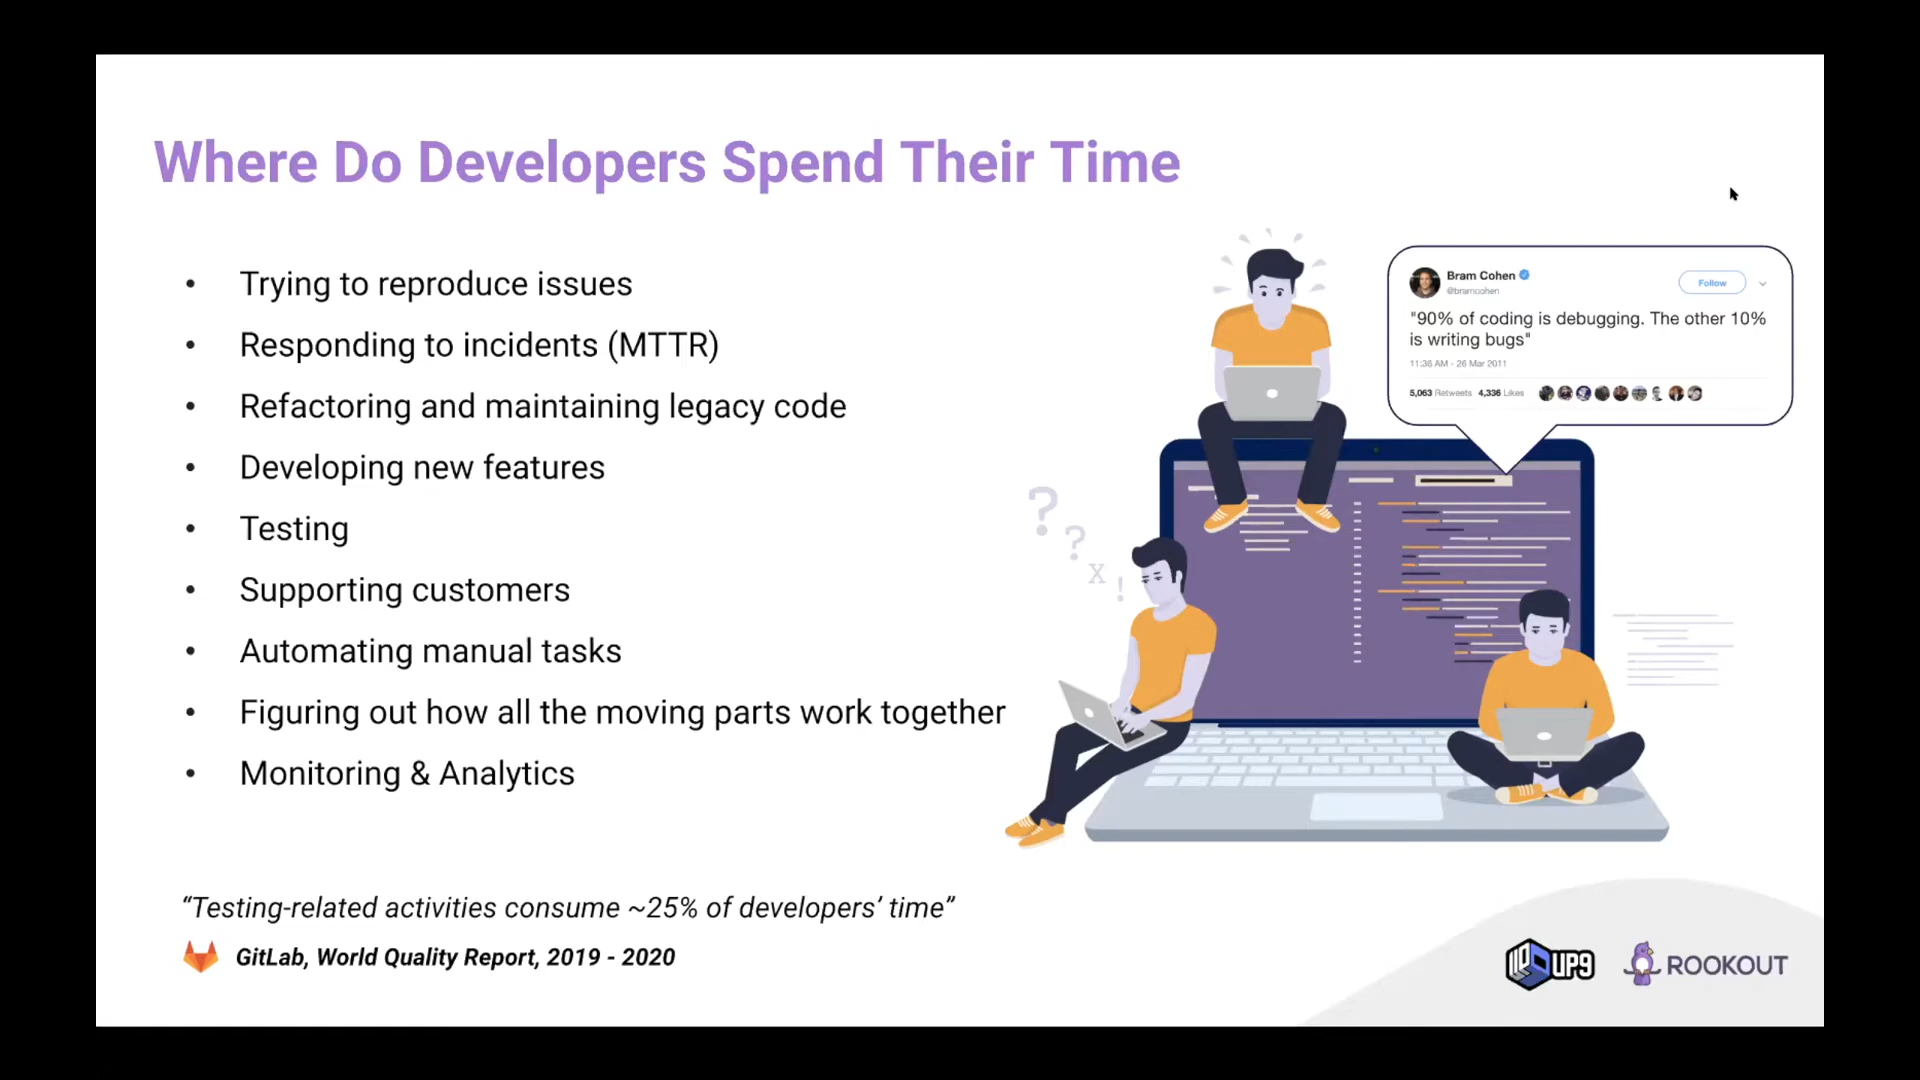 Where Do Developers Spend Their Time
• Trying to reproduce issues
• Responding to incidents (MTTR)
• Refactoring and maintaining legacy code
• Developing new features
• Testing
• Supporting customers
• Automating manual tasks
• Figuring out how all the moving parts work together
• Monitoring & Analytics
Bram Cohen
@bramcohen
Follow
"90% of coding is debugging. The other 10%
is writing bugs"
11:36 AM - 26 Mar 2011
5,063 Retweets 4,336 Likes
? ? x !
“Testing-related activities consume ~25% of developers’ time”
GitLab, World Quality Report, 2019 - 2020
UP9
ROOKOUT